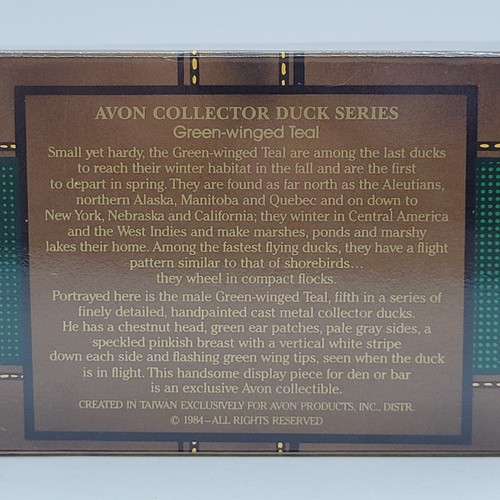 AVON COLLECTOR DUCK SERIES
Green-winged Teal
Small yet hardy, the Green-winged Teal are among the last ducks
to reach their winter habitat in the fall and are the first
to depart in spring. They are found as far north as the Aleutians,
northern Alaska, Manitoba and Quebec and on down to
New York, Nebraska and California; they winter in Central America
and the West Indies and make marshes, ponds and marshy
lakes their home. Among the fastest flying ducks, they have a flight
pattern similar to that of shorebirds...
they wheel in compact flocks.
Portrayed here is the male Green-winged Teal, fifth in a series of
finely detailed, handpainted cast metal collector ducks.
He has a chestnut head, green ear patches, pale gray sides, a
speckled pinkish breast with a vertical white stripe
down each side and flashing green wing tips, seen when the duck
is in flight. This handsome display piece for den or bar
is an exclusive Avon collectible.
CREATED IN TAIWAN EXCLUSIVELY FOR AVON PRODUCTS, INC., DISTR.
© 1984—ALL RIGHTS RESERVED